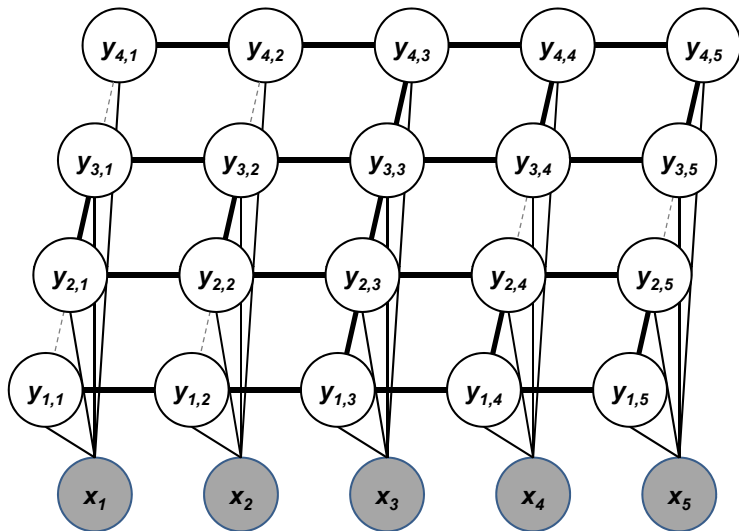 y4,1 y4,2 y4,3 y4,4 y4,5
y3,1 y3,2 y3,3 y3,4 y3,5
y2,1 y2,2 y2,3 y2,4 y2,5
y1,1 y1,2 y1,3 y1,4 y1,5
x1 x2 x3 x4 x5